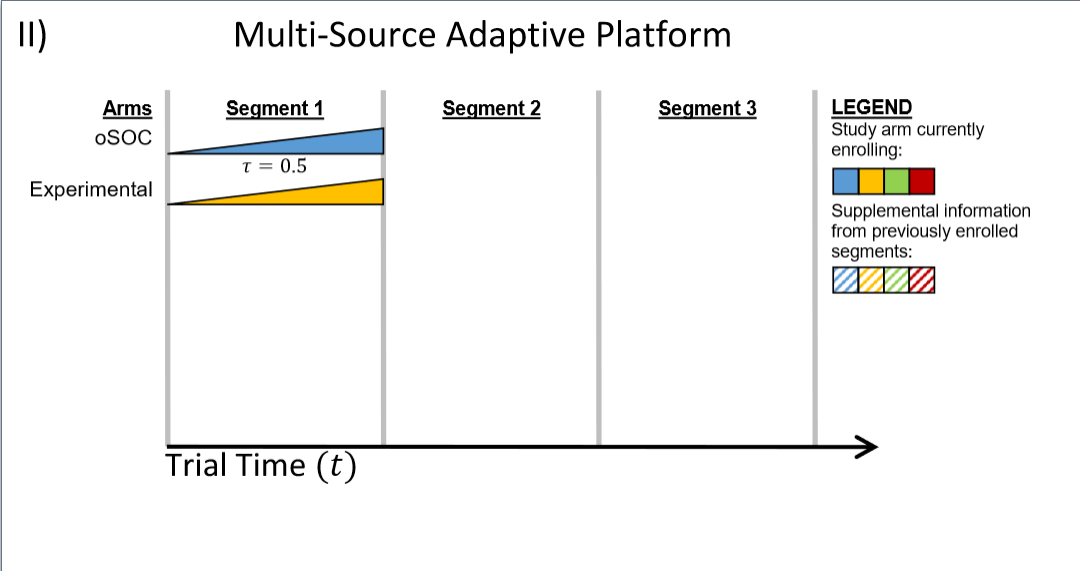 II)
Multi-Source Adaptive Platform
Arms
Segment 1
Segment 2
Segment 3
LEGEND
oSOC
Study arm currently
enrolling:
τ = 0.5
Experimental
Supplemental information
from previously enrolled
segments:
Trial Time (t)